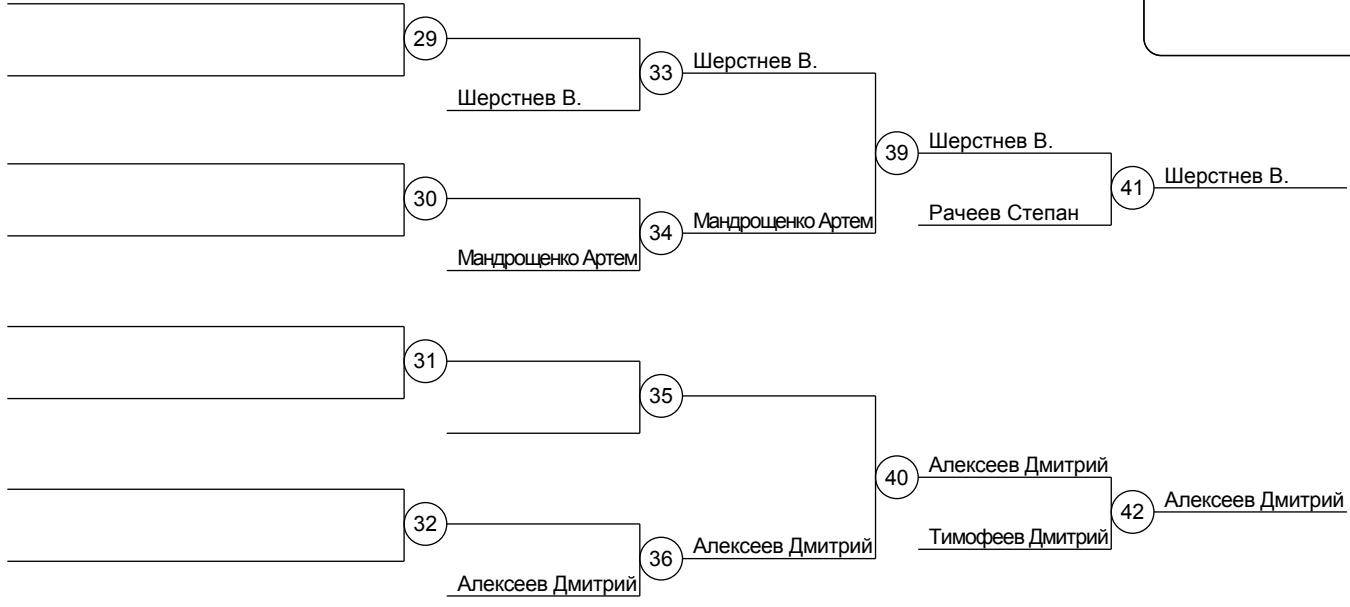 29
33
Шерстнев В.
Шерстнев В.
39
Шерстнев В.
41
Шерстнев В.
30
34
Мандрощенко Артем
Рачеев Степан
Мандрощенко Артем
31
35
40
Алексеев Дмитрий
42
Алексеев Дмитрий
32
36
Алексеев Дмитрий
Тимофеев Дмитрий
Алексеев Дмитрий